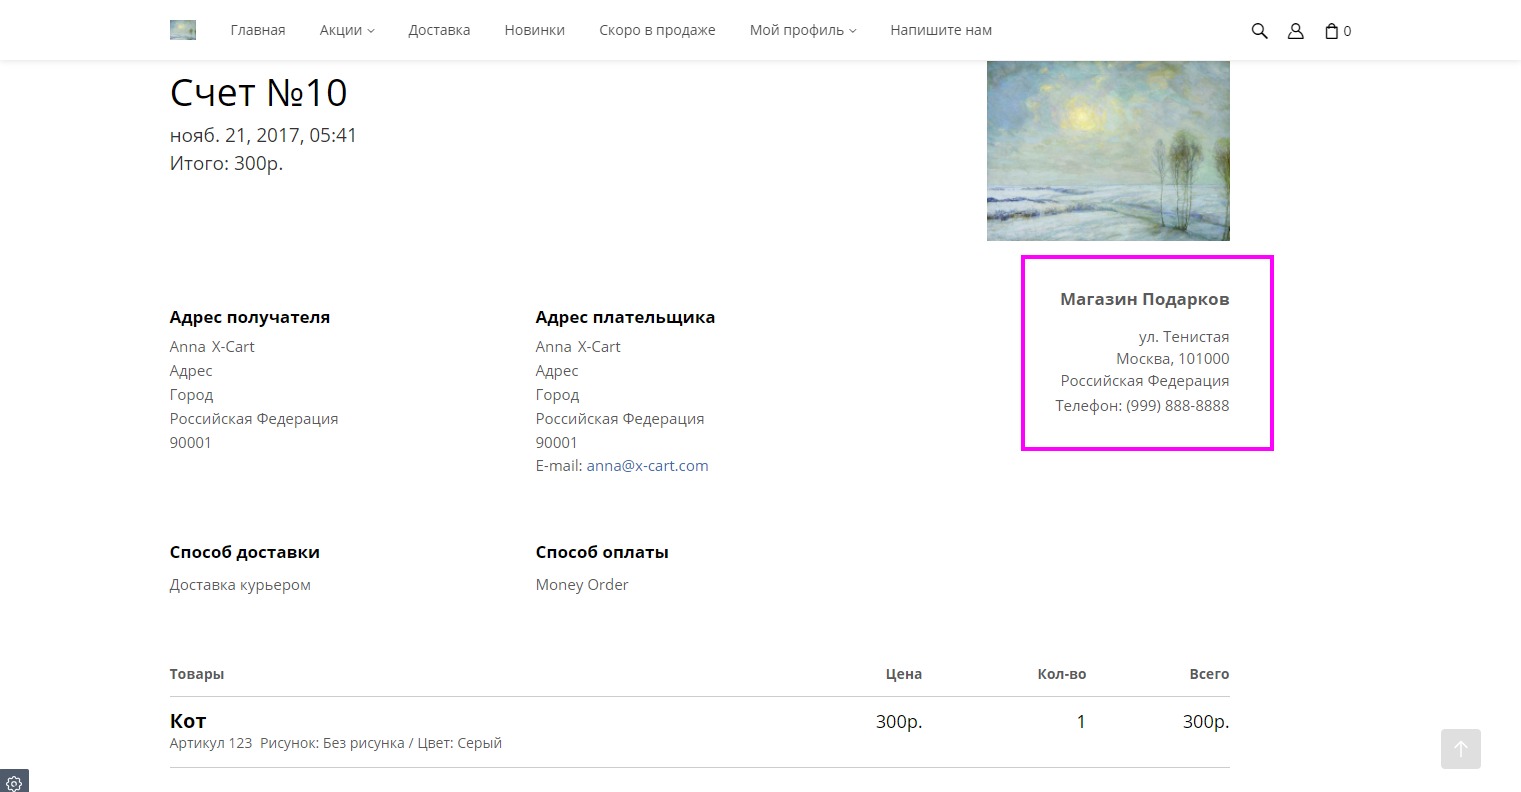 Главная Акции Доставка Новинки Скоро в продаже Мой профиль Напишите нам 0
Счет №10
нояб. 21, 2017, 05:41
Итого: 300р.
Магазин Подарков
ул. Тенистая
Москва, 101000
Российская Федерация
Телефон: (999) 888-8888
Адрес получателя
Anna X-Cart
Адрес
Город
Российская Федерация
90001
Адрес плательщика
Anna X-Cart
Адрес
Город
Российская Федерация
90001
E-mail: anna@x-cart.com
Способ доставки
Доставка курьером
Способ оплаты
Money Order
Товары Цена Кол-во Всего
Кот 300р. 1 300р.
Артикул 123 Рисунок: Без рисунка / Цвет: Серый